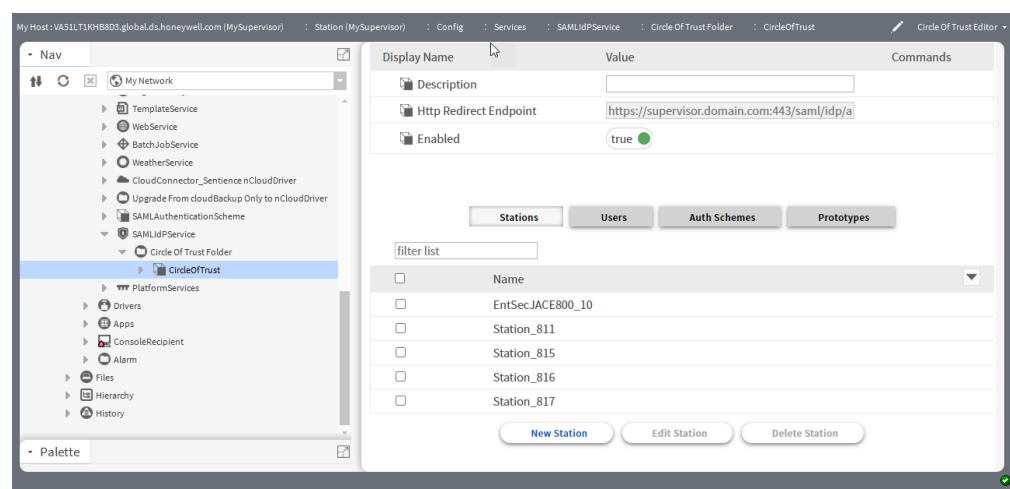 My Host : VA51LT1KHB8D3.global.ds.honeywell.com (MySupervisor) : Station (MySupervisor) : Config : Services : SAMLIdPService : Circle Of Trust Folder : CircleOfTrust Circle Of Trust Editor
Nav
My Network
TemplateService
WebService
BatchJobService
WeatherService
CloudConnector_Sentience nCloudDriver
Upgrade From cloudBackup Only to nCloudDriver
SAMLAuthenticationScheme
SAMLIdPService
Circle Of Trust Folder
CircleOfTrust
PlatformServices
Drivers
Apps
ConsoleRecipient
Alarm
Files
Hierarchy
History
Palette
Display Name Value Commands
Description
Http Redirect Endpoint https://supervisor.domain.com:443/saml/idp/a
Enabled true
Stations Users Auth Schemes Prototypes
filter list
Name
EntSecJACE800_10
Station_811
Station_815
Station_816
Station_817
New Station Edit Station Delete Station